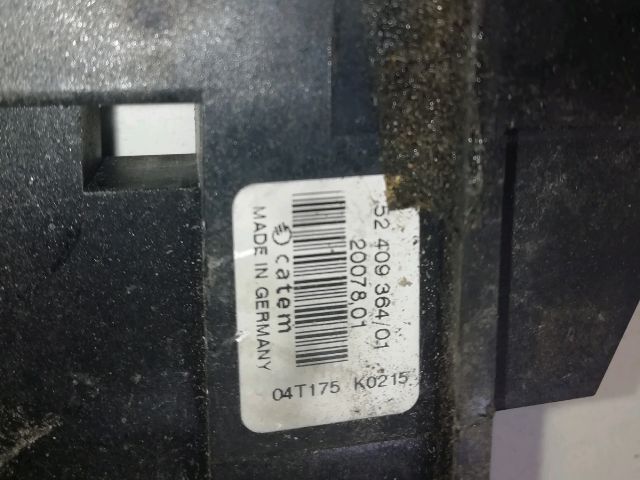 52 409 364/01
20078,01
catem
MADE IN GERMANY
04T175 K0215